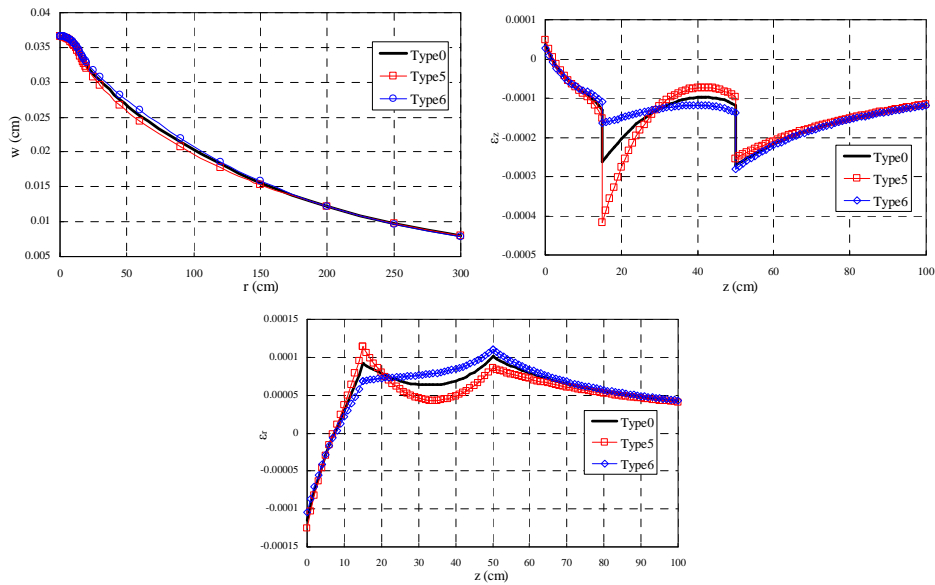 0.04
0.035
0.03
0.025
0.02
0.015
0.01
0.005
w (cm)
0 50 100 150 200 250 300
r (cm)
Type0
Type5
Type6
0.0001
0
-0.0001
-0.0002
-0.0003
-0.0004
-0.0005
εz
0 20 40 60 80 100
z (cm)
Type0
Type5
Type6
0.00015
0.0001
0.00005
0
-0.00005
-0.0001
-0.00015
εr
0 10 20 30 40 50 60 70 80 90 100
z (cm)
Type0
Type5
Type6